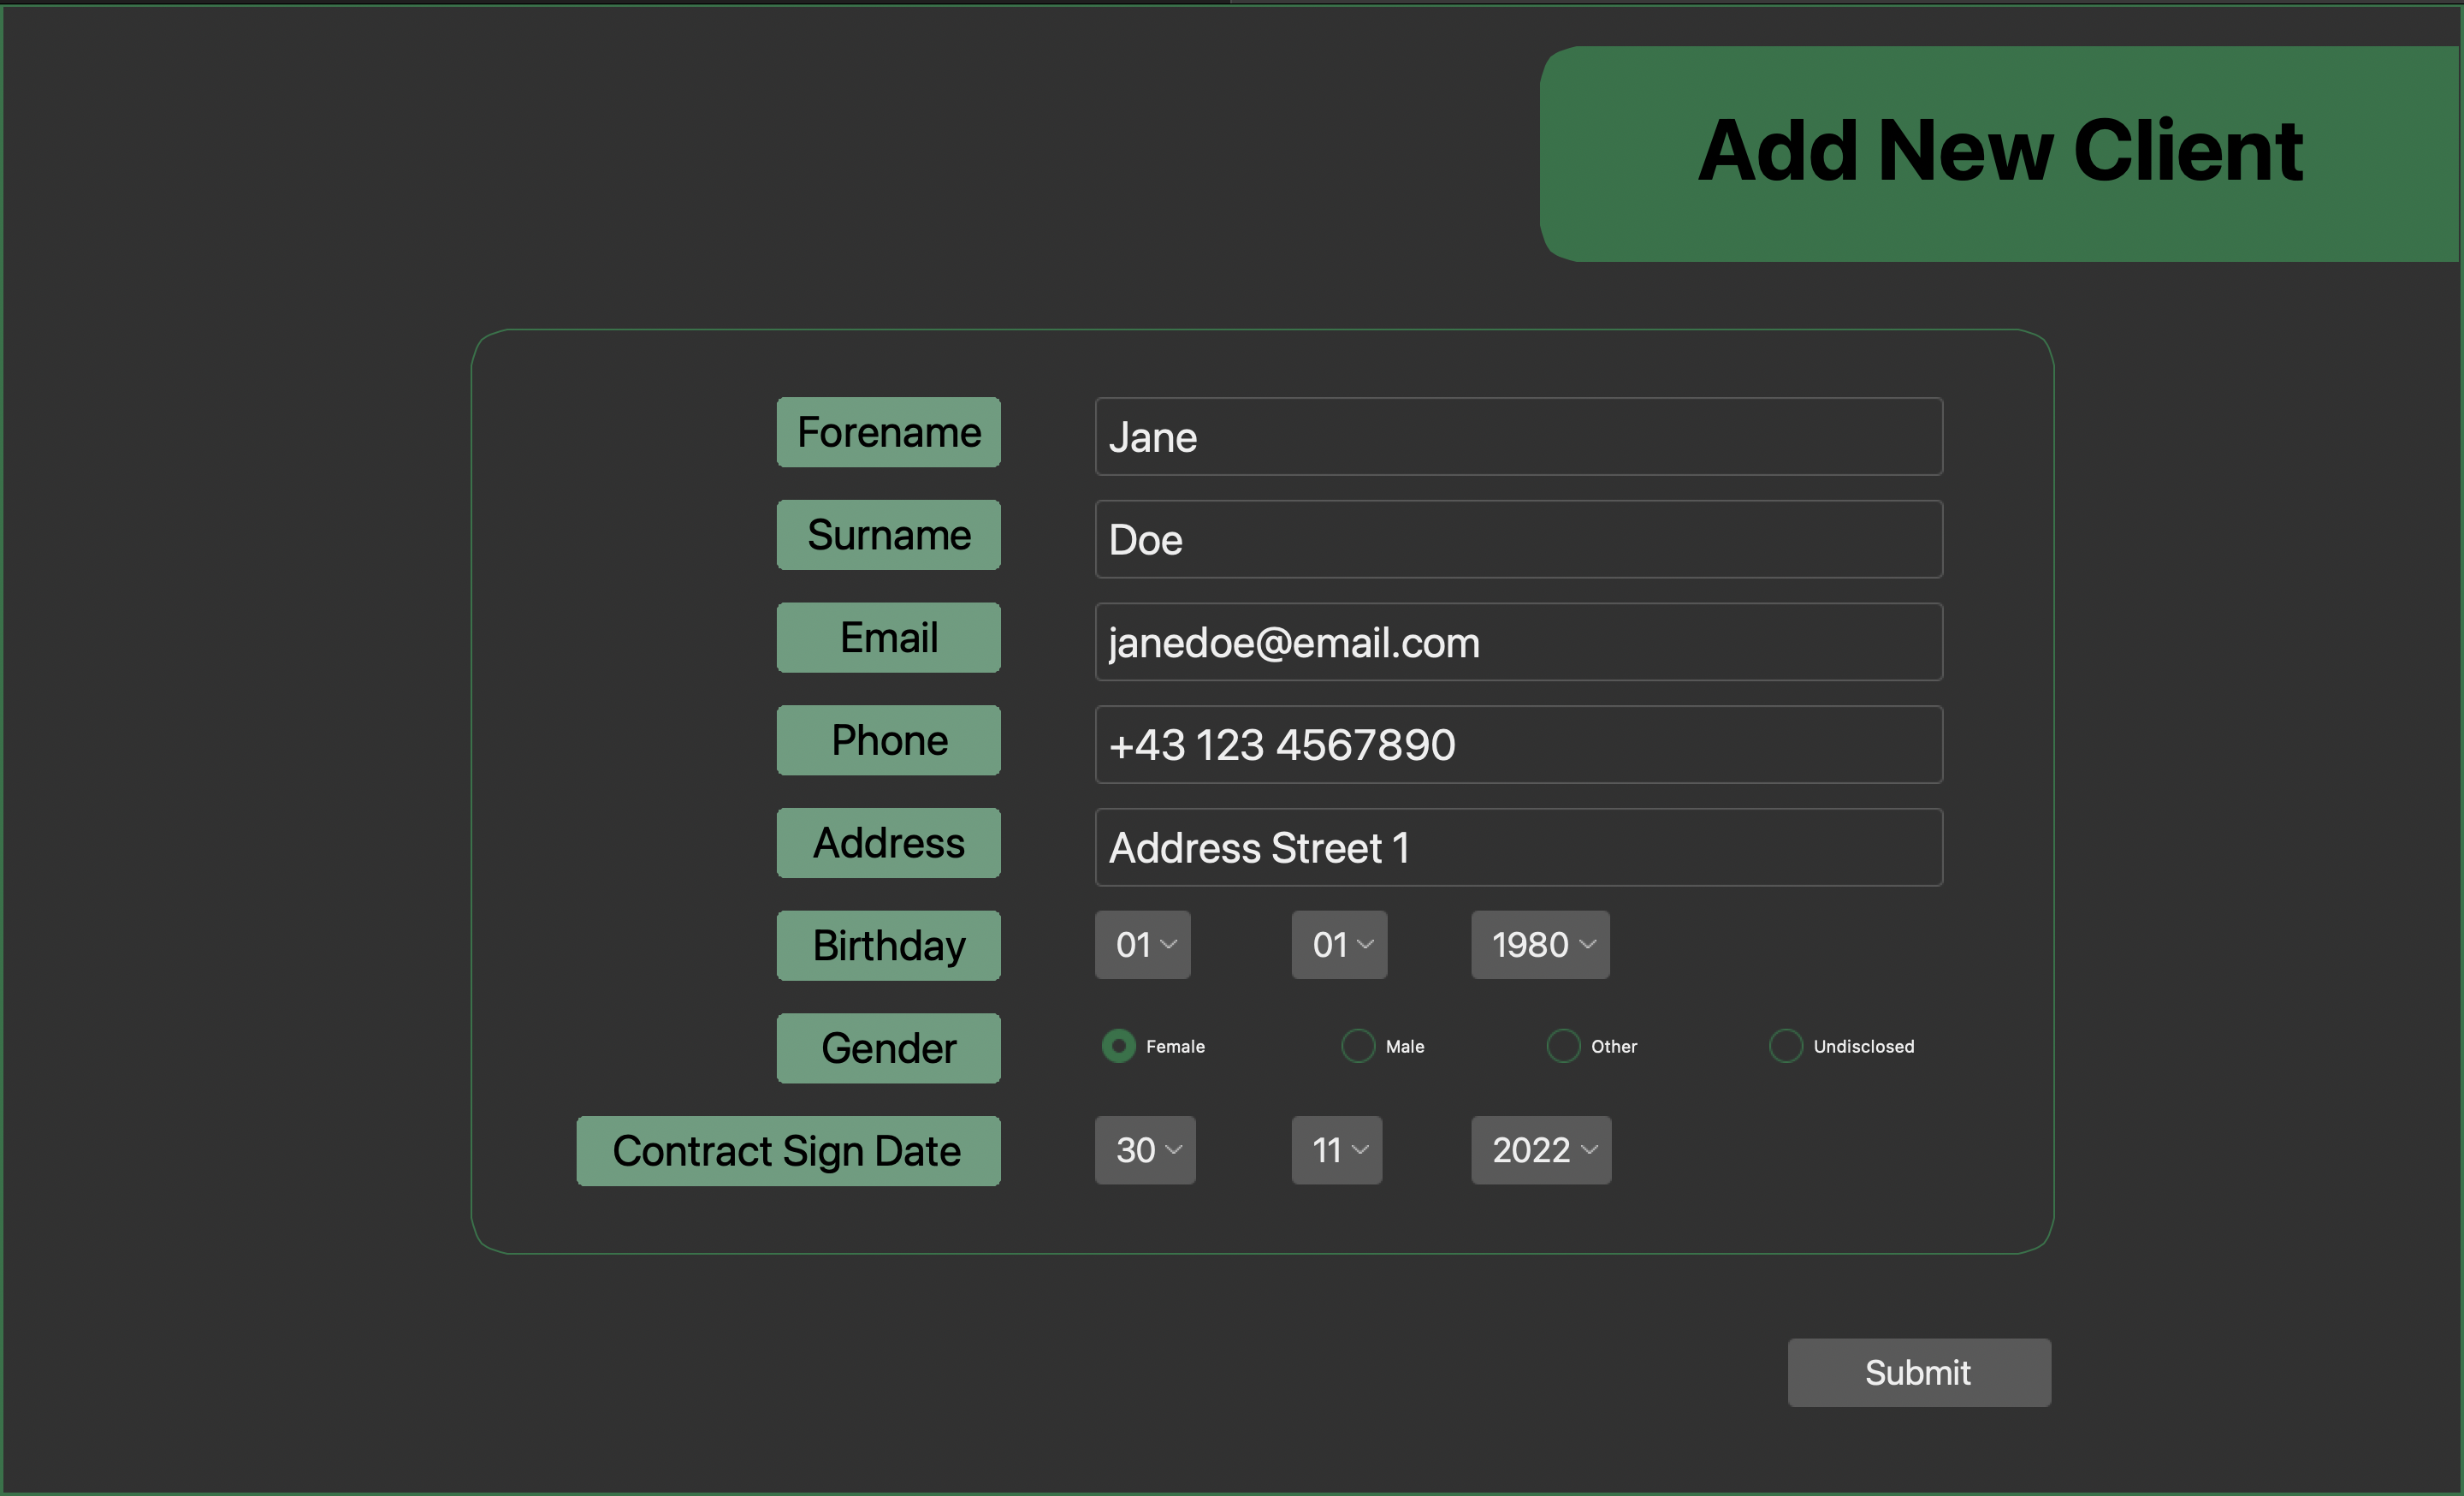 Add New Client
Forename Jane
Surname Doe
Email janedoe@email.com
Phone +43 123 4567890
Address Address Street 1
Birthday 01 01 1980
Gender Female Male Other Undisclosed
Contract Sign Date 30 11 2022
Submit